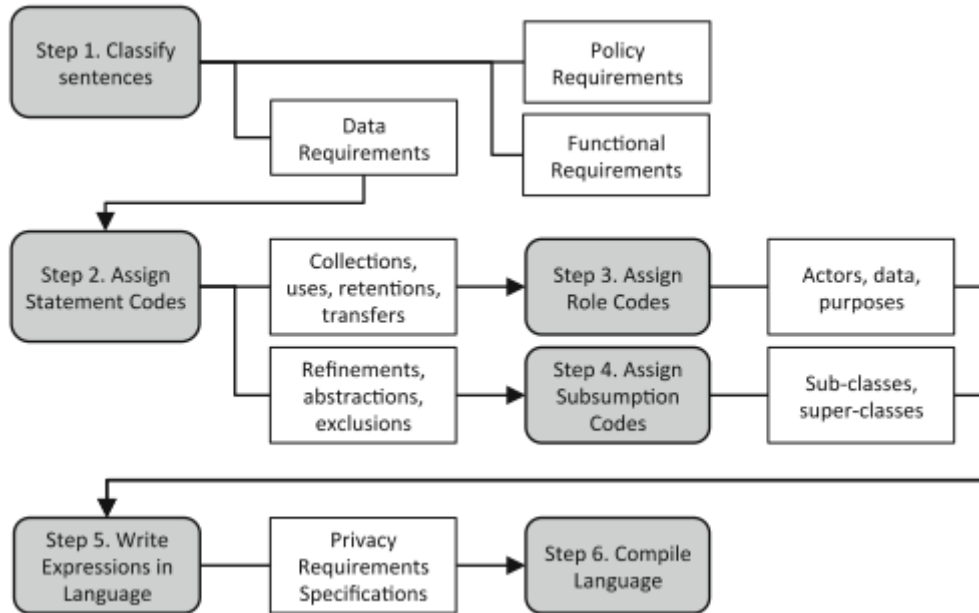 Step 1. Classify
sentences
Policy
Requirements
Data
Requirements
Functional
Requirements
Step 2. Assign
Statement Codes
Collections,
uses, retentions,
transfers
Step 3. Assign
Role Codes
Actors, data,
purposes
Refinements,
abstractions,
exclusions
Step 4. Assign
Subsumption
Codes
Sub-classes,
super-classes
Step 5. Write
Expressions in
Language
Privacy
Requirements
Specifications
Step 6. Compile
Language